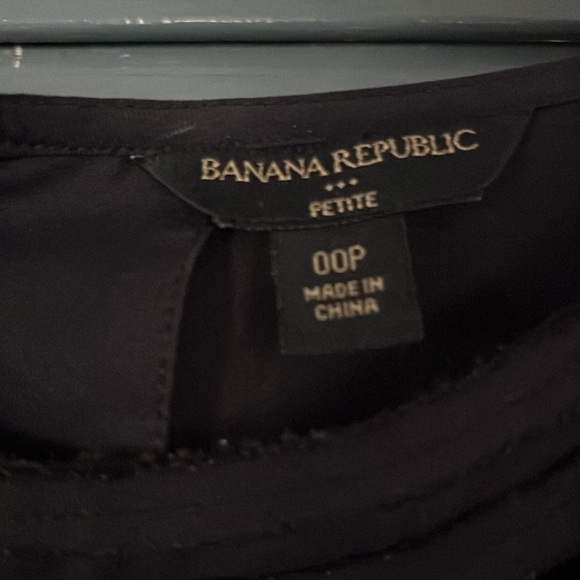 BANANA REPUBLIC
PETITE
00P
MADE IN
CHINA